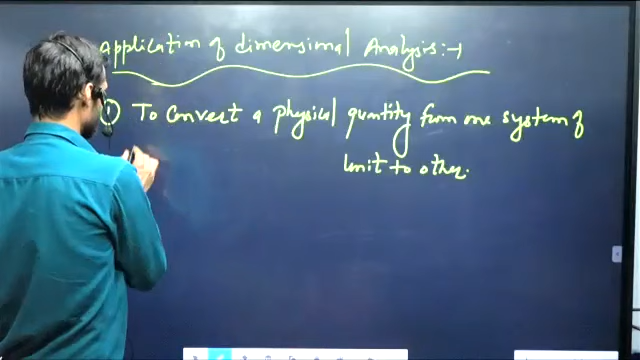 Application of dimensional Analysis:→
① To Convert a physical quantity from one system of
unit to other.